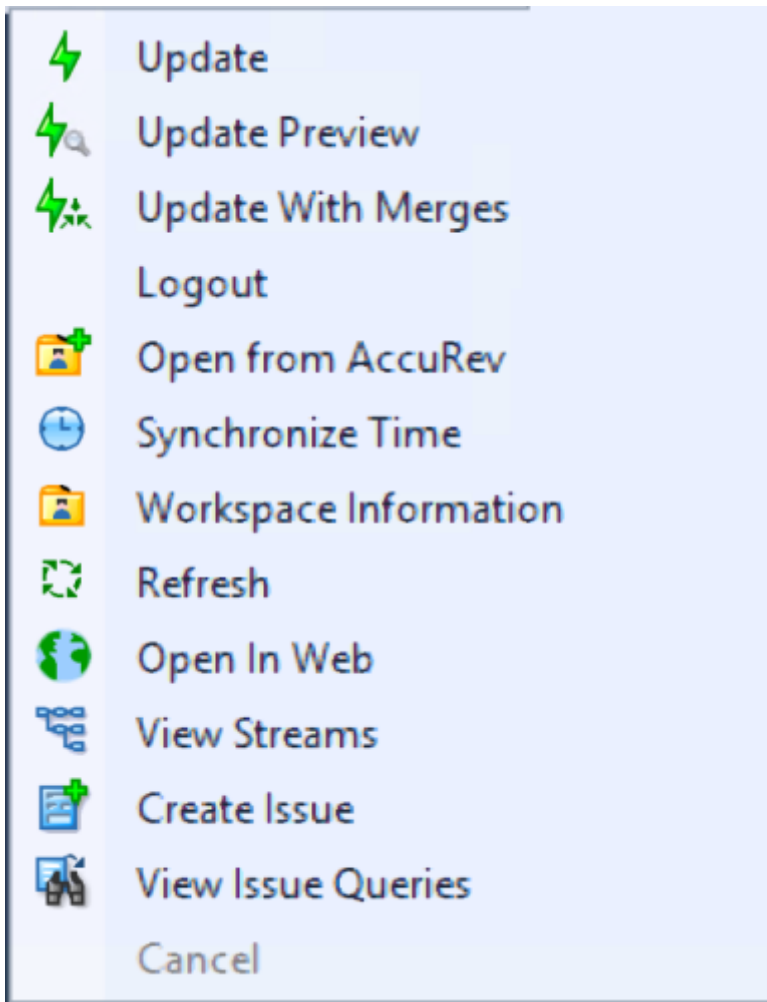 Update
Update Preview
Update With Merges
Logout
Open from AccuRev
Synchronize Time
Workspace Information
Refresh
Open In Web
View Streams
Create Issue
View Issue Queries
Cancel